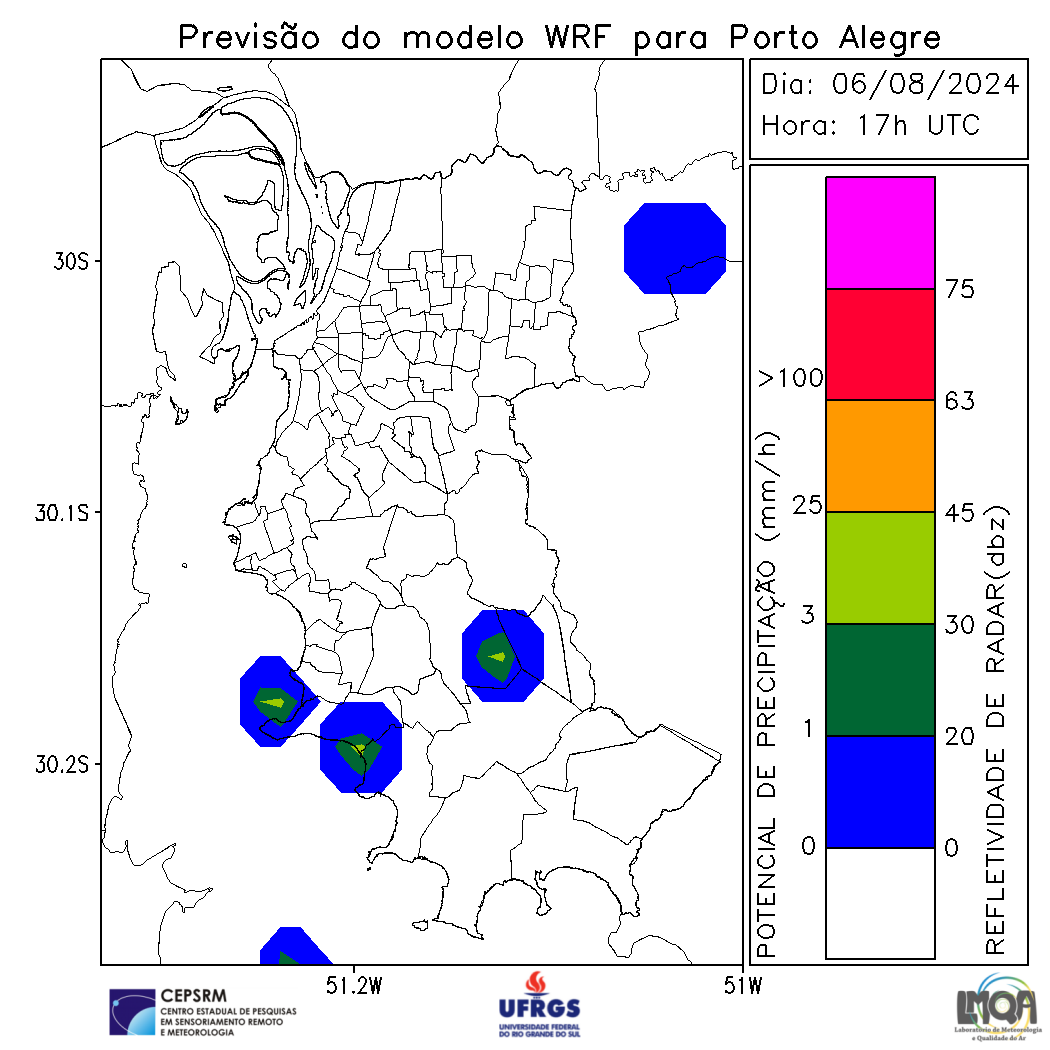 Previsão do modelo WRF para Porto Alegre
Dia: 06/08/2024
Hora: 17h UTC
30S
30.1S
30.2S
51.2W
51W
POTENCIAL DE PRECIPITAÇÃO (mm/h)
>100
25
3
1
0
75
63
45
30
20
0
REFLETIVIDADE DE RADAR(dbz)
CEPSRM
CENTRO ESTADUAL DE PESQUISAS
EM SENSORIAMENTO REMOTO
E METEOROLOGIA
UFRGS
UNIVERSIDADE FEDERAL
DO RIO GRANDE DO SUL
LMQA
Laboratório de Meteorologia
e Qualidade do Ar